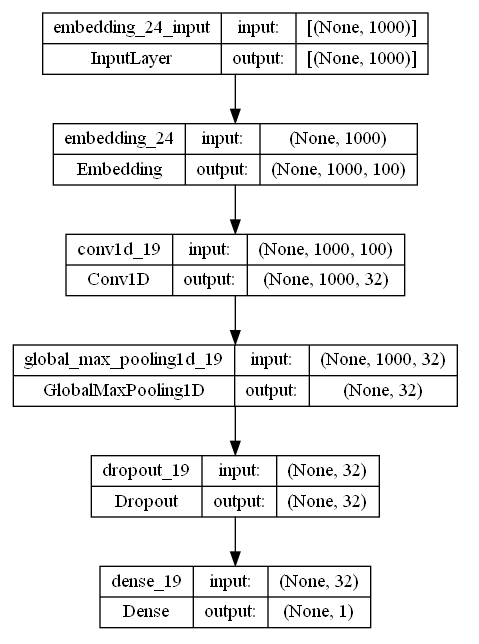 embedding_24_input input: [(None, 1000)]
InputLayer output: [(None, 1000)]
embedding_24 input: (None, 1000)
Embedding output: (None, 1000, 100)
conv1d_19 input: (None, 1000, 100)
Conv1D output: (None, 1000, 32)
global_max_pooling1d_19 input: (None, 1000, 32)
GlobalMaxPooling1D output: (None, 32)
dropout_19 input: (None, 32)
Dropout output: (None, 32)
dense_19 input: (None, 32)
Dense output: (None, 1)